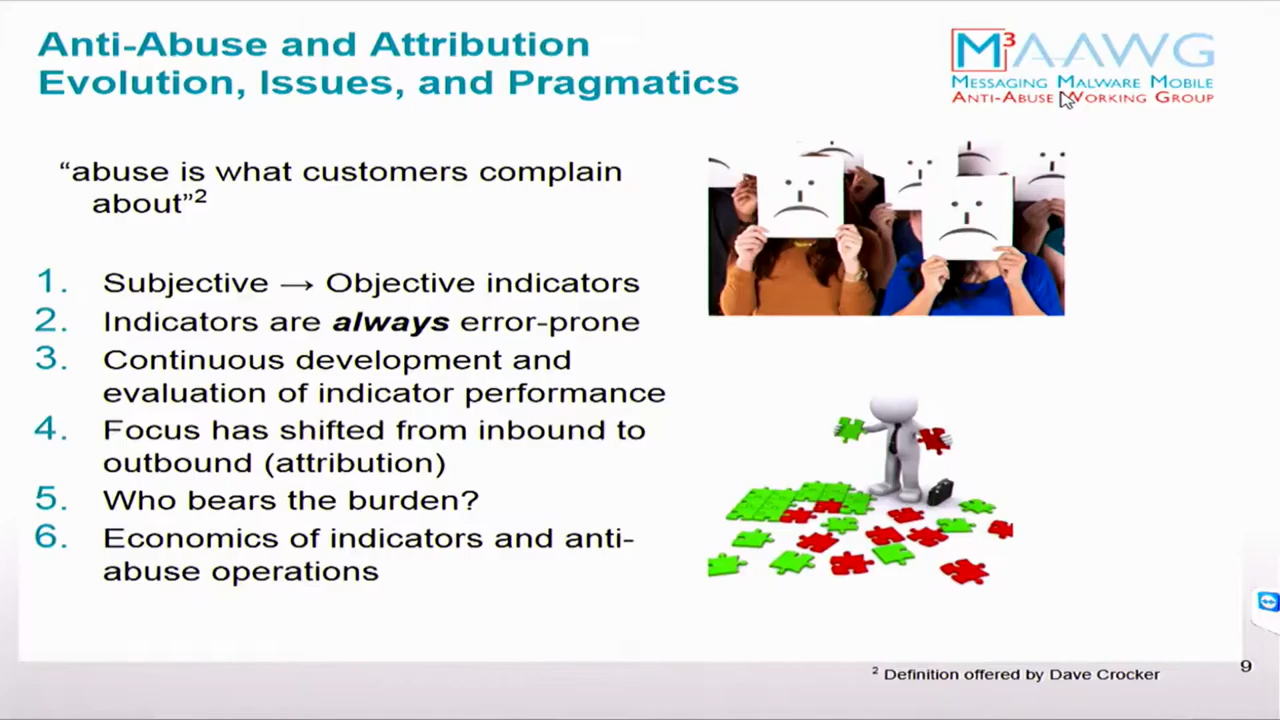 Anti-Abuse and Attribution
Evolution, Issues, and Pragmatics
M³AAWG
MESSAGING MALWARE MOBILE
ANTI-ABUSE WORKING GROUP
“abuse is what customers complain
about”²
1. Subjective → Objective indicators
2. Indicators are always error-prone
3. Continuous development and
evaluation of indicator performance
4. Focus has shifted from inbound to
outbound (attribution)
5. Who bears the burden?
6. Economics of indicators and anti-
abuse operations
² Definition offered by Dave Crocker
9